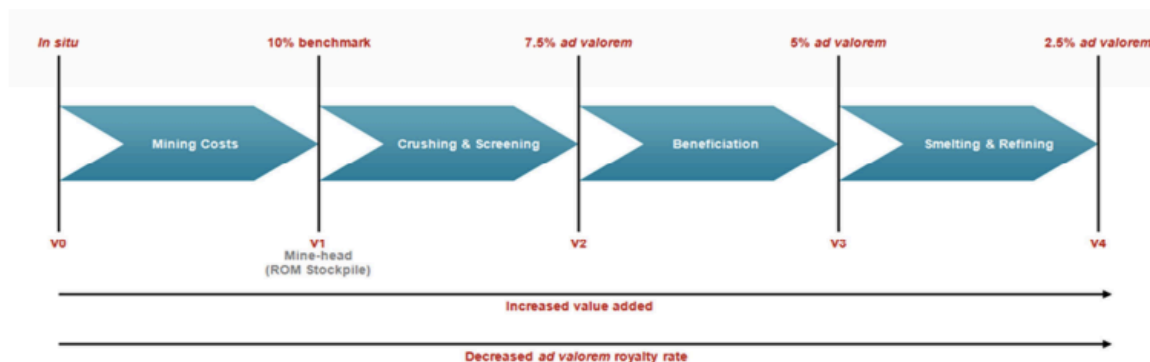 In situ 10% benchmark 7.5% ad valorem 5% ad valorem 2.5% ad valorem
Mining Costs Crushing & Screening Beneficiation Smelting & Refining
V0 V1 V2 V3 V4
Mine-head
(ROM Stockpile)
Increased value added
Decreased ad valorem royalty rate